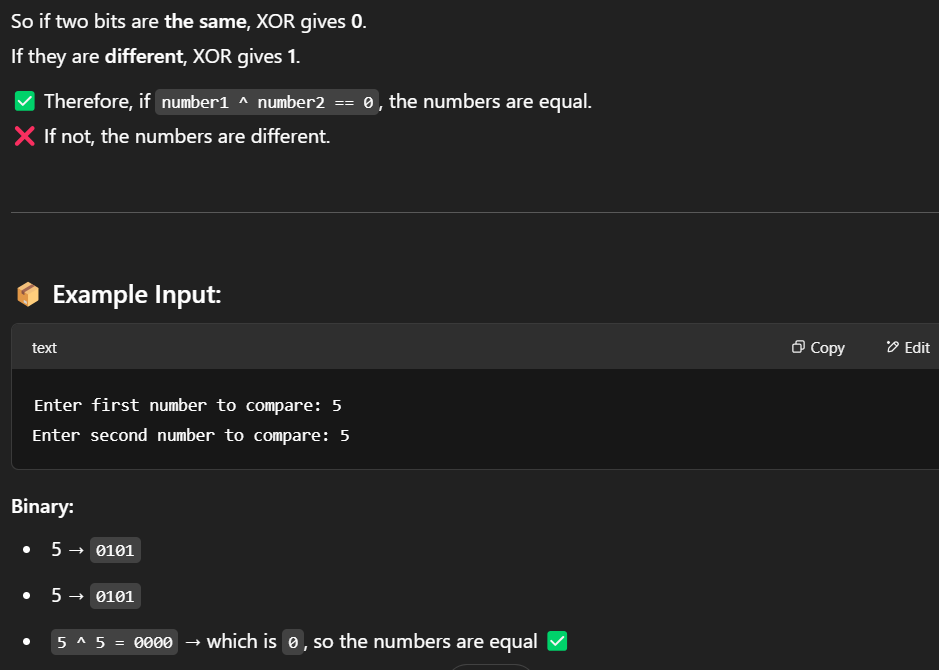 So if two bits are the same, XOR gives 0.
If they are different, XOR gives 1.
✅ Therefore, if number1 ^ number2 == 0, the numbers are equal.
❌ If not, the numbers are different.
📦 Example Input:
text Copy Edit
Enter first number to compare: 5
Enter second number to compare: 5
Binary:
• 5 → 0101
• 5 → 0101
• 5 ^ 5 = 0000 → which is 0, so the numbers are equal ✅